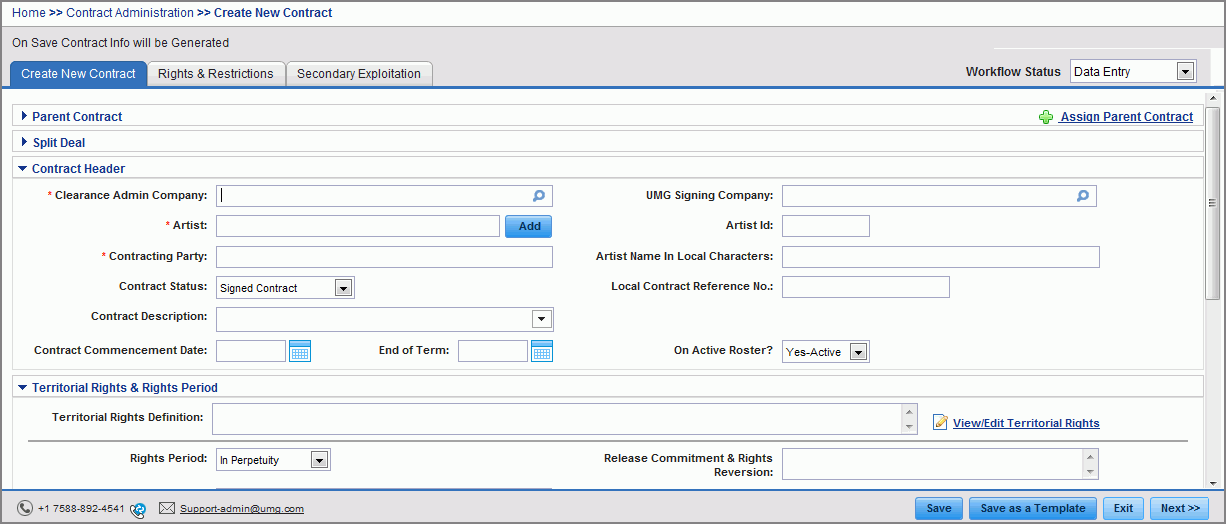 Home >> Contract Administration >> Create New Contract
On Save Contract Info will be Generated
Create New Contract Rights & Restrictions Secondary Exploitation Workflow Status Data Entry
Parent Contract Assign Parent Contract
Split Deal
Contract Header
* Clearance Admin Company: UMG Signing Company:
* Artist: Add Artist Id:
* Contracting Party: Artist Name In Local Characters:
Contract Status: Signed Contract Local Contract Reference No.:
Contract Description:
Contract Commencement Date: End of Term: On Active Roster? Yes-Active
Territorial Rights & Rights Period
Territorial Rights Definition: View/Edit Territorial Rights
Rights Period: In Perpetuity Release Commitment & Rights
Reversion:
+1 7588-892-4541 Support-admin@umg.com Save Save as a Template Exit Next >>